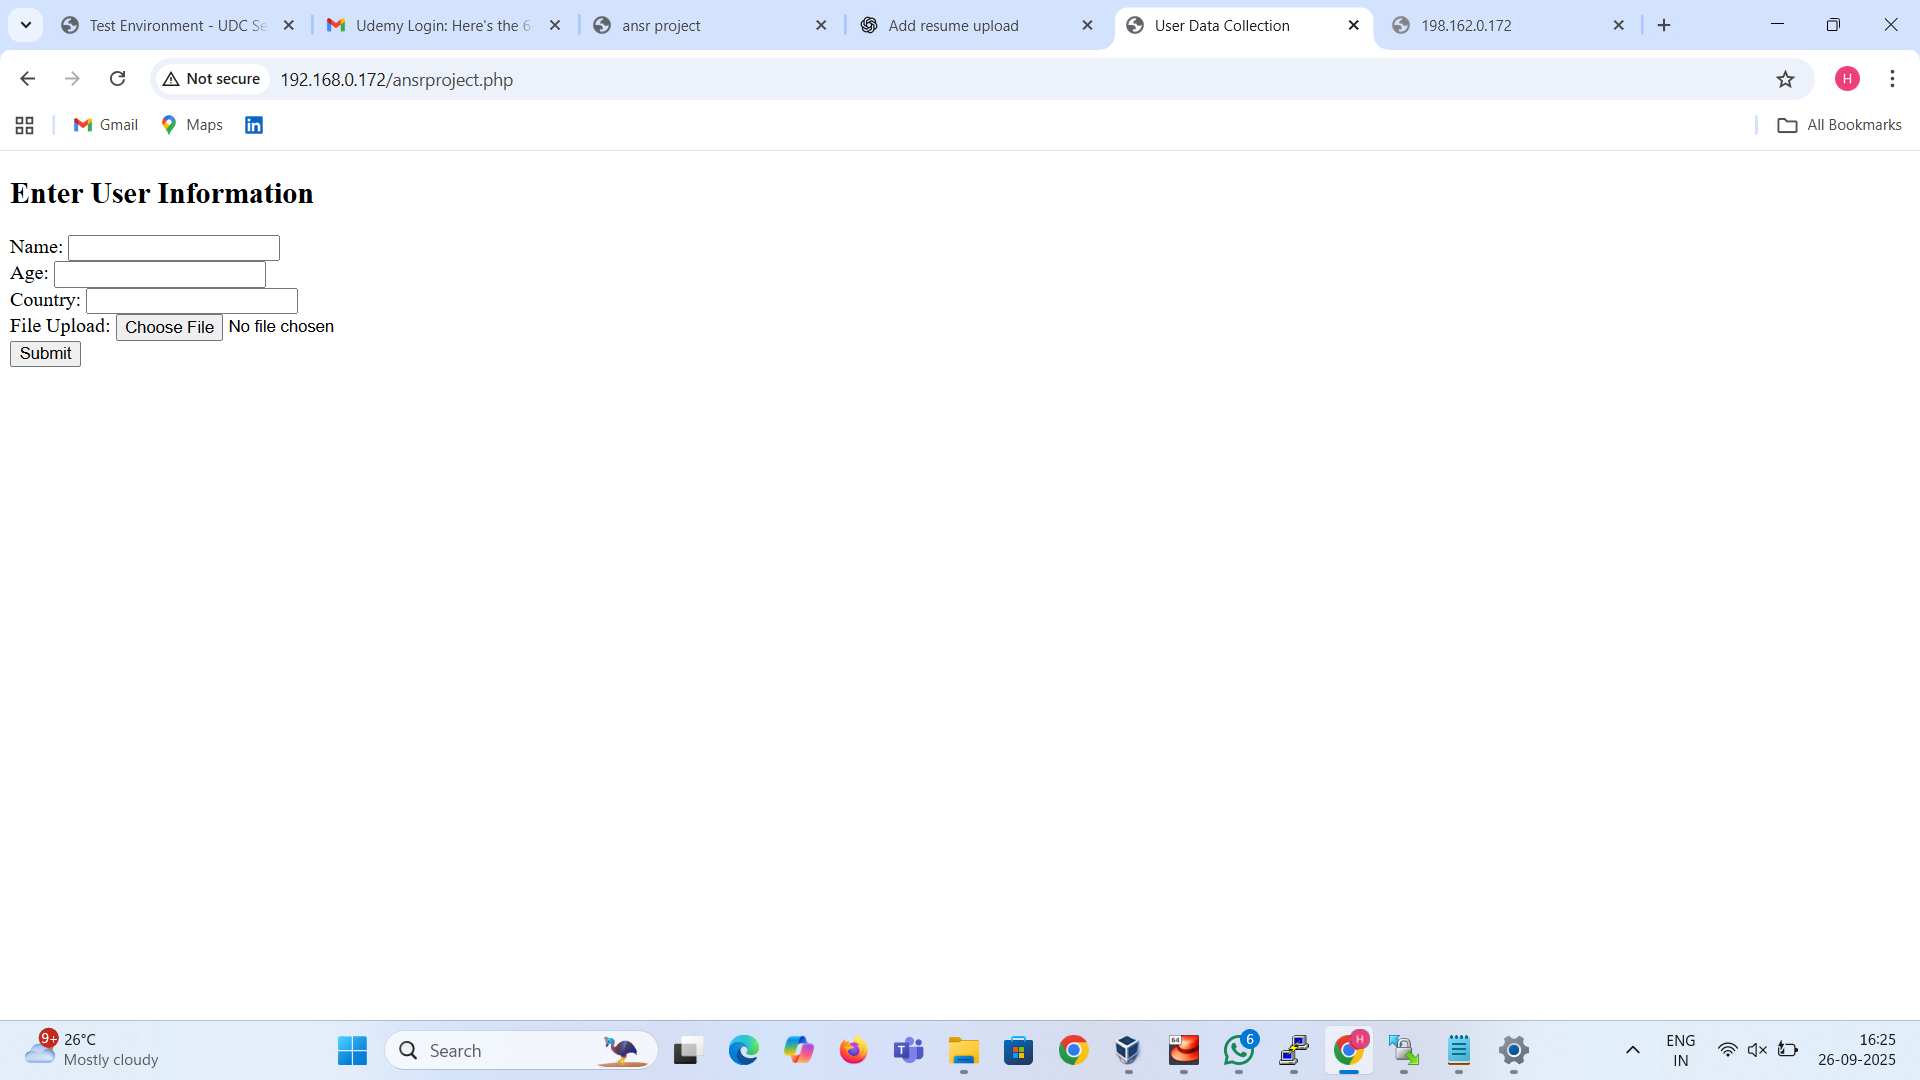 Test Environment - UDC Se
Udemy Login: Here's the 6
ansr project
Add resume upload
User Data Collection
198.162.0.172
Not secure
192.168.0.172/ansrproject.php
H
Gmail
Maps
in
All Bookmarks
Enter User Information
Name:
Age:
Country:
File Upload: Choose File No file chosen
Submit
9+
26°C
Mostly cloudy
Search
64
6
H
ENG
IN
16:25
26-09-2025